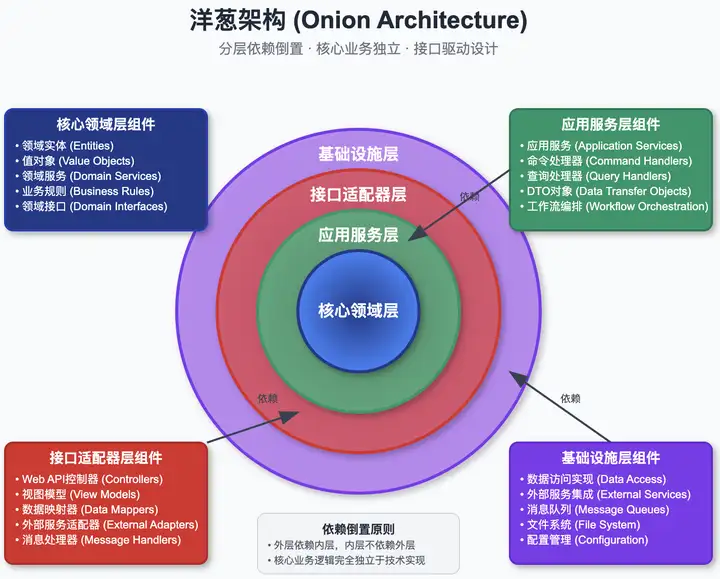 洋葱架构 (Onion Architecture)
分层依赖倒置 · 核心业务独立 · 接口驱动设计
核心领域层组件
• 领域实体 (Entities)
• 值对象 (Value Objects)
• 领域服务 (Domain Services)
• 业务规则 (Business Rules)
• 领域接口 (Domain Interfaces)
应用服务层组件
• 应用服务 (Application Services)
• 命令处理器 (Command Handlers)
• 查询处理器 (Query Handlers)
• DTO对象 (Data Transfer Objects)
• 工作流编排 (Workflow Orchestration)
基础设施层
接口适配器层
依赖
应用服务层
核心领域层
依赖
依赖
接口适配器层组件
• Web API控制器 (Controllers)
• 视图模型 (View Models)
• 数据映射器 (Data Mappers)
• 外部服务适配器 (External Adapters)
• 消息处理器 (Message Handlers)
基础设施层组件
• 数据访问实现 (Data Access)
• 外部服务集成 (External Services)
• 消息队列 (Message Queues)
• 文件系统 (File System)
• 配置管理 (Configuration)
依赖倒置原则
• 外层依赖内层，内层不依赖外层
• 核心业务逻辑完全独立于技术实现